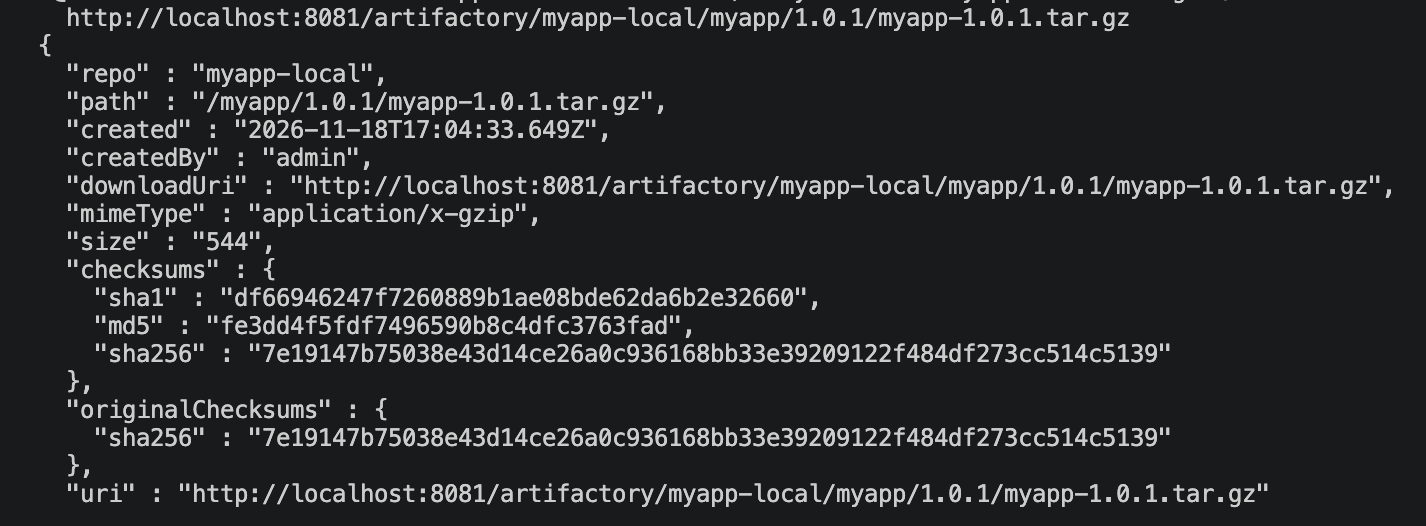 http://localhost:8081/artifactory/myapp-local/myapp/1.0.1/myapp-1.0.1.tar.gz
{
"repo" : "myapp-local",
"path" : "/myapp/1.0.1/myapp-1.0.1.tar.gz",
"created" : "2026-11-18T17:04:33.649Z",
"createdBy" : "admin",
"downloadUri" : "http://localhost:8081/artifactory/myapp-local/myapp/1.0.1/myapp-1.0.1.tar.gz",
"mimeType" : "application/x-gzip",
"size" : "544",
"checksums" : {
"sha1" : "df66946247f7260889b1ae08bde62da6b2e32660",
"md5" : "fe3dd4f5fdf7496590b8c4dfc3763fad",
"sha256" : "7e19147b75038e43d14ce26a0c936168bb33e39209122f484df273cc514c5139"
},
"originalChecksums" : {
"sha256" : "7e19147b75038e43d14ce26a0c936168bb33e39209122f484df273cc514c5139"
},
"uri" : "http://localhost:8081/artifactory/myapp-local/myapp/1.0.1/myapp-1.0.1.tar.gz"